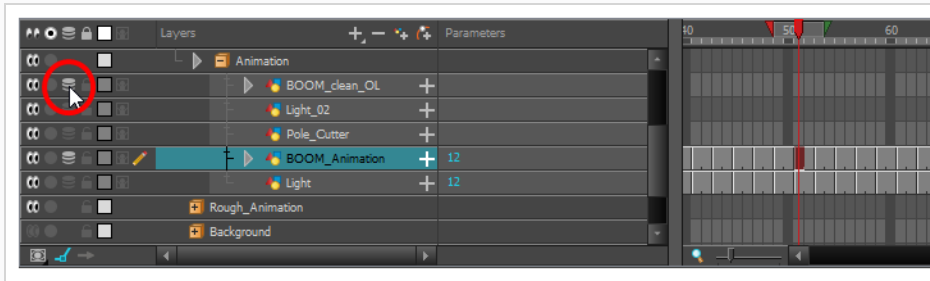 Layers Parameters 40 50 60
Animation
BOOM_clean_OL
Light_02
Pole_Cutter
BOOM_Animation 12
Light 12
Rough_Animation
Background